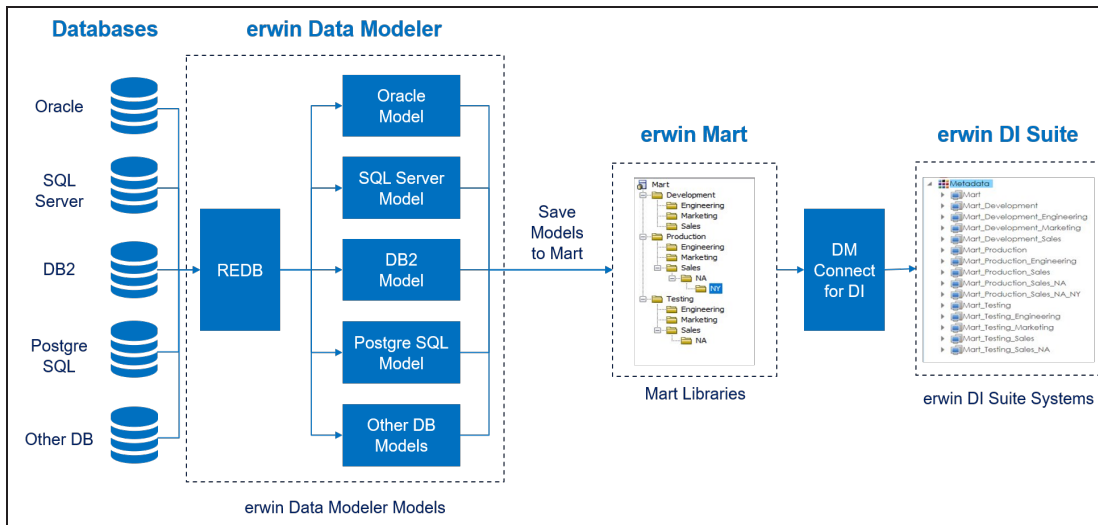 Databases
erwin Data Modeler
Oracle
SQL
Server
DB2
Postgre
SQL
Other DB
REDB
Oracle
Model
SQL Server
Model
DB2
Model
Postgre SQL
Model
Other DB
Models
erwin Data Modeler Models
Save
Models
to Mart
erwin Mart
Mart
Development
Engineering
Marketing
Sales
Production
Engineering
Marketing
Sales
NA
NY
Testing
Engineering
Marketing
Sales
NA
Mart Libraries
DM
Connect
for DI
erwin DI Suite
Metadata
Mart
Mart_Development
Mart_Development_Engineering
Mart_Development_Marketing
Mart_Development_Sales
Mart_Production
Mart_Production_Engineering
Mart_Production_Sales
Mart_Production_Sales_NA
Mart_Production_Sales_NA_NY
Mart_Testing
Mart_Testing_Engineering
Mart_Testing_Marketing
Mart_Testing_Sales
Mart_Testing_Sales_NA
erwin DI Suite Systems